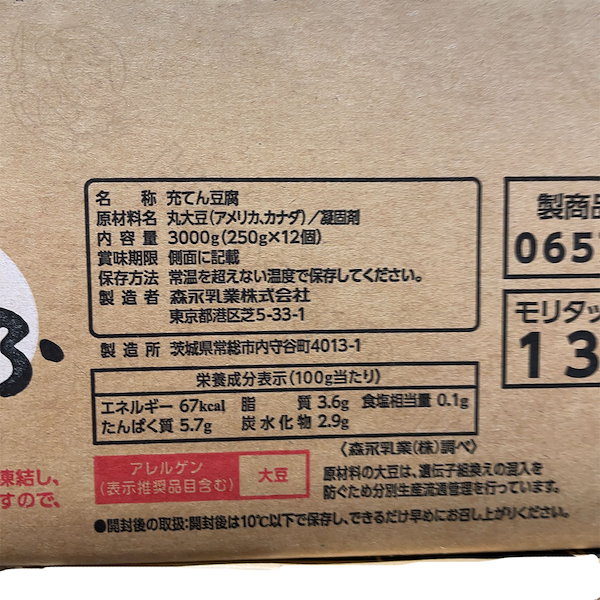 名 称 充てん豆腐
原材料名 丸大豆(アメリカ、カナダ)/凝固剤
内容量 3000g(250g×12個)
賞味期限 側面に記載
保存方法 常温を超えない温度で保存してください。
製造者 森永乳業株式会社
東京都港区芝5-33-1
製造所 茨城県常総市内守谷町4013-1
栄養成分表示(100g当たり)
エネルギー 67kcal 脂質 3.6g 食塩相当量 0.1g
たんぱく質 5.7g 炭水化物 2.9g
〈森永乳業(株)調べ〉
アレルゲン
(表示推奨品目含む)
大豆
原材料の大豆は、遺伝子組換えの混入を
防ぐため分別生産流通管理を行っています。
●開封後の取扱:開封後は10℃以下で保存し、できるだけ早めにお召し上がりください。
製商品
065
モリタッ
13
凍結し、
すので、